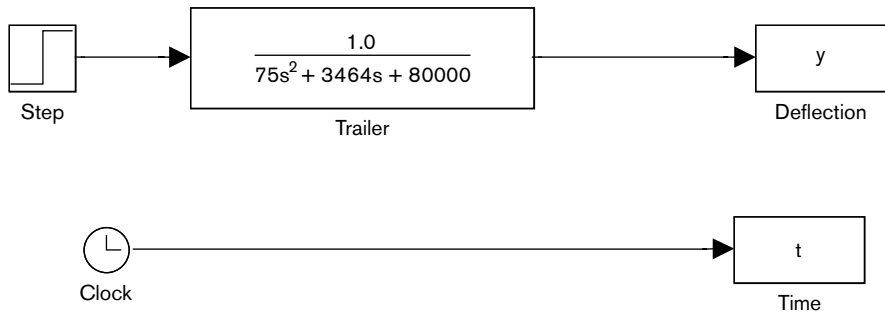 1.0
75s² + 3464s + 80000
y
Step
Trailer
Deflection
t
Clock
Time